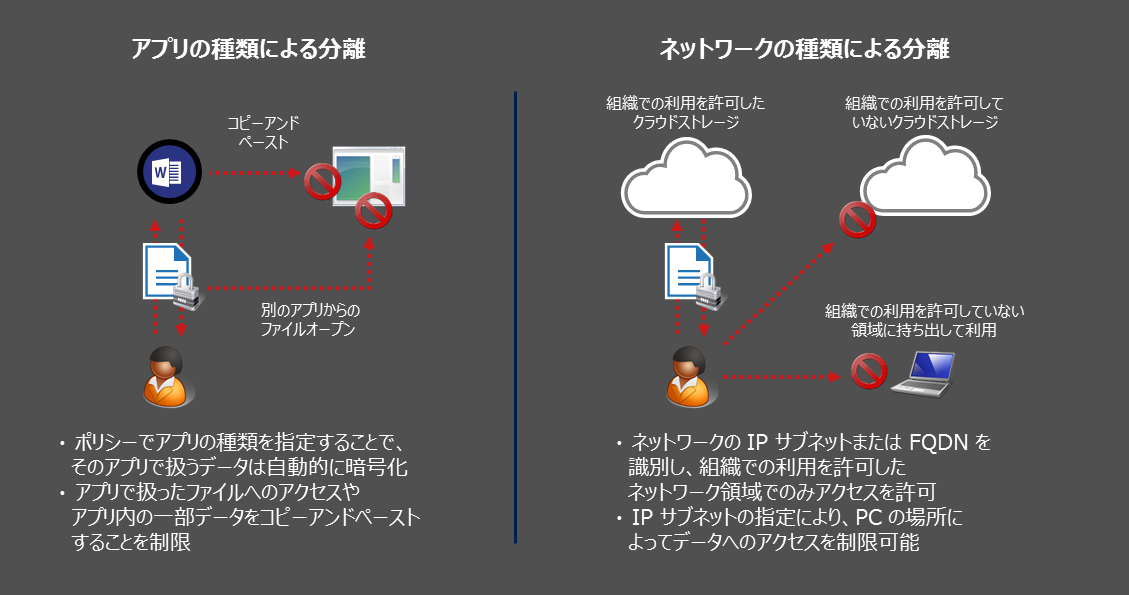 アプリの種類による分離
コピーアンド
ペースト
W
別のアプリからの
ファイルオープン
・ ポリシーでアプリの種類を指定することで、
そのアプリで扱うデータは自動的に暗号化
・ アプリで扱ったファイルへのアクセスや
アプリ内の一部データをコピーアンドペースト
することを制限
ネットワークの種類による分離
組織での利用を許可した
クラウドストレージ
組織での利用を許可して
いないクラウドストレージ
組織での利用を許可していない
領域に持ち出して利用
・ ネットワークの IP サブネットまたは FQDN を
識別し、組織での利用を許可した
ネットワーク領域でのみアクセスを許可
・ IP サブネットの指定により、PC の場所に
よってデータへのアクセスを制限可能